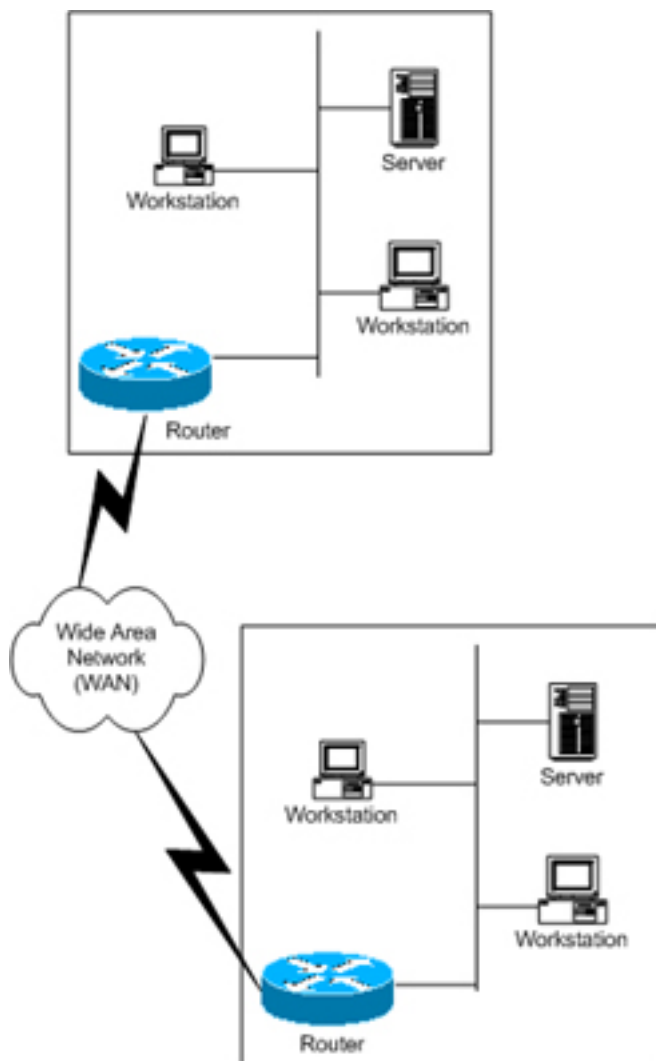 Server
Workstation
Workstation
Router
Wide Area
Network
(WAN)
Server
Workstation
Workstation
Router